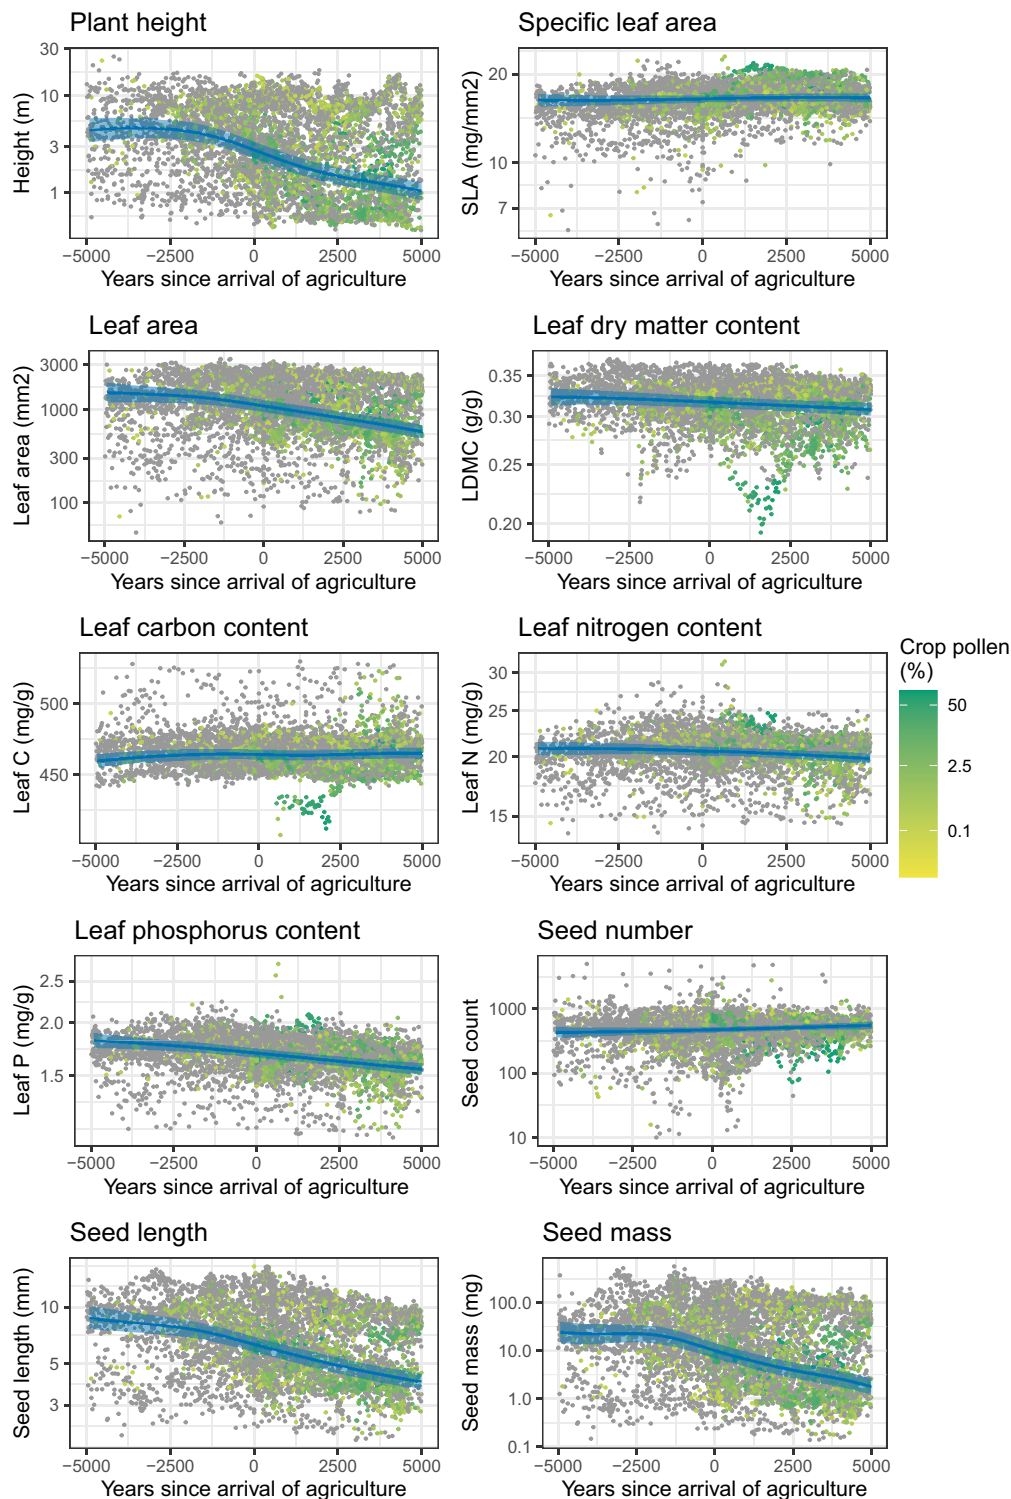 Plant height
Specific leaf area
Height (m)
30
10
3
1
−5000 −2500 0 2500 5000
Years since arrival of agriculture
SLA (mg/mm2)
20
10
7
−5000 −2500 0 2500 5000
Years since arrival of agriculture
Leaf area
Leaf dry matter content
Leaf area (mm2)
3000
1000
300
100
−5000 −2500 0 2500 5000
Years since arrival of agriculture
LDMC (g/g)
0.35
0.30
0.25
0.20
−5000 −2500 0 2500 5000
Years since arrival of agriculture
Leaf carbon content
Leaf nitrogen content
Leaf C (mg/g)
500
450
−5000 −2500 0 2500 5000
Years since arrival of agriculture
Leaf N (mg/g)
30
25
20
15
−5000 −2500 0 2500 5000
Years since arrival of agriculture
Crop pollen
(%)
50
2.5
0.1
Leaf phosphorus content
Seed number
Leaf P (mg/g)
2.5
2.0
1.5
−5000 −2500 0 2500 5000
Years since arrival of agriculture
Seed count
1000
100
10
−5000 −2500 0 2500 5000
Years since arrival of agriculture
Seed length
Seed mass
Seed length (mm)
10
5
3
−5000 −2500 0 2500 5000
Years since arrival of agriculture
Seed mass (mg)
100.0
10.0
1.0
0.1
−5000 −2500 0 2500 5000
Years since arrival of agriculture